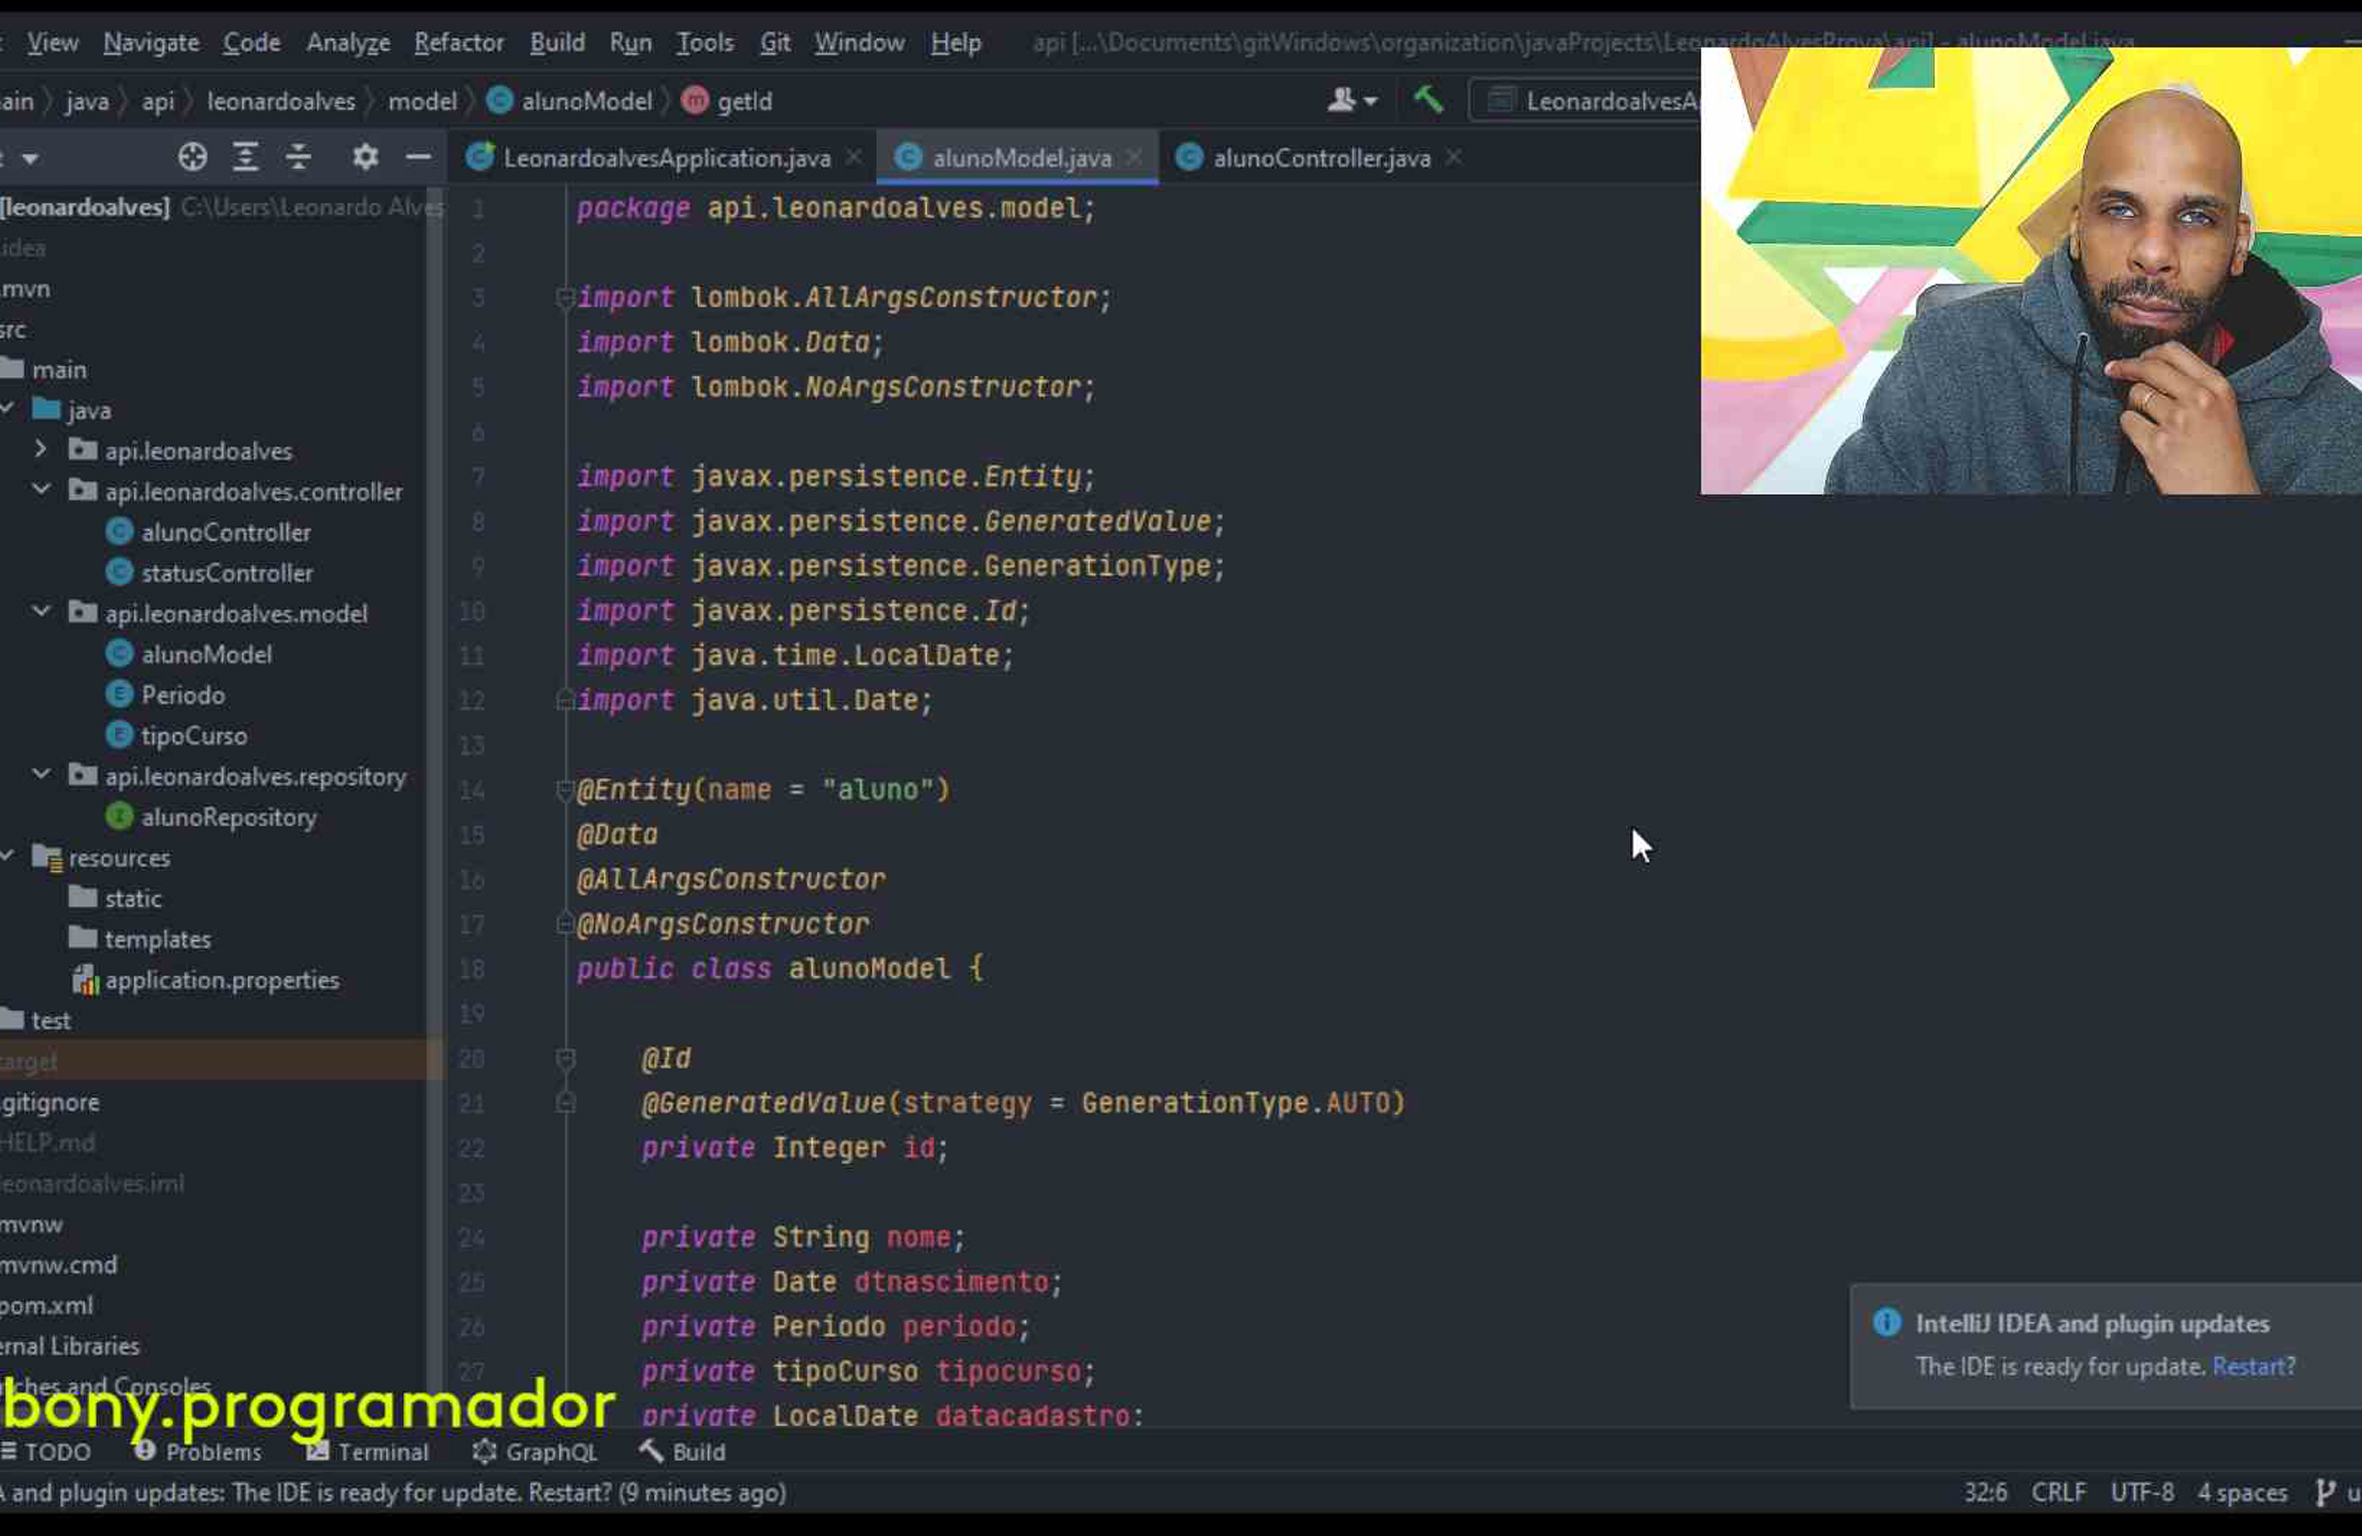 View Navigate Code Analyze Refactor Build Run Tools Git Window Help api [...\Documents\gitWindows\organization\javaProjects\LeonardoAlvesProva\api] - alunoModel.java
ain java api leonardoalves model alunoModel getId
LeonardoalvesA
LeonardoalvesApplication.java alunoModel.java alunoController.java
[leonardoalves] C:\Users\Leonardo Alves
.idea
.mvn
src
main
java
api.leonardoalves
api.leonardoalves.controller
alunoController
statusController
api.leonardoalves.model
alunoModel
Periodo
tipoCurso
api.leonardoalves.repository
alunoRepository
resources
static
templates
application.properties
test
target
.gitignore
HELP.md
leonardoalves.iml
mvnw
mvnw.cmd
pom.xml
ernal Libraries
ches and Consoles
1 package api.leonardoalves.model;
2
3 import lombok.AllArgsConstructor;
4 import lombok.Data;
5 import lombok.NoArgsConstructor;
6
7 import javax.persistence.Entity;
8 import javax.persistence.GeneratedValue;
9 import javax.persistence.GenerationType;
10 import javax.persistence.Id;
11 import java.time.LocalDate;
12 import java.util.Date;
13
14 @Entity(name = "aluno")
15 @Data
16 @AllArgsConstructor
17 @NoArgsConstructor
18 public class alunoModel {
19
20 @Id
21 @GeneratedValue(strategy = GenerationType.AUTO)
22 private Integer id;
23
24 private String nome;
25 private Date dtnascimento;
26 private Periodo periodo;
27 private tipoCurso tipocurso;
private LocalDate datacadastro;
bony.programador
IntelliJ IDEA and plugin updates
The IDE is ready for update. Restart?
TODO Problems Terminal GraphQL Build
A and plugin updates: The IDE is ready for update. Restart? (9 minutes ago)
32:6 CRLF UTF-8 4 spaces u